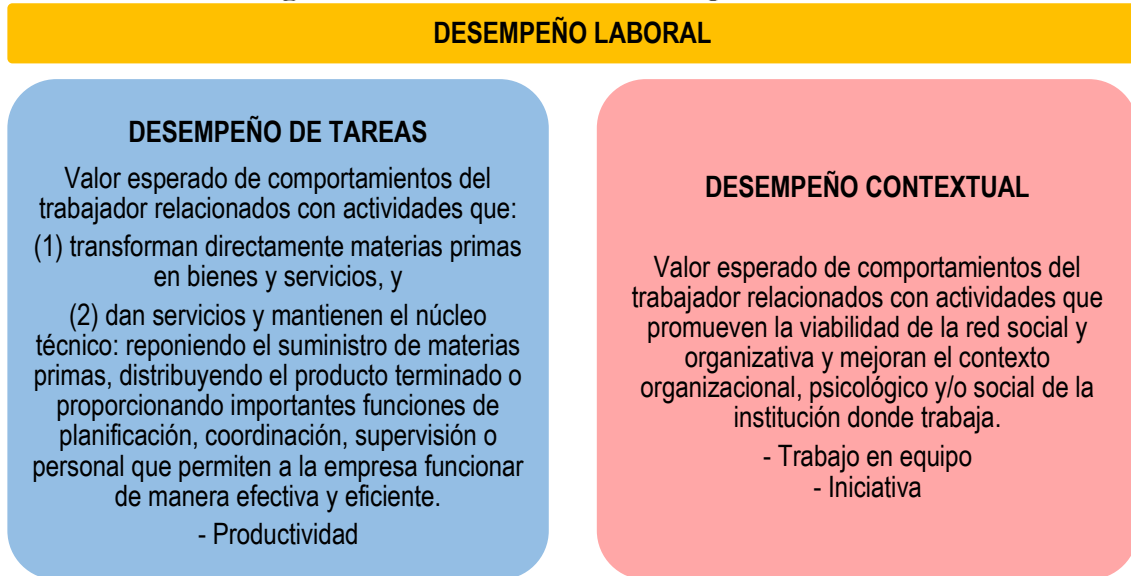 DESEMPEÑO LABORAL
DESEMPEÑO DE TAREAS
Valor esperado de comportamientos del
trabajador relacionados con actividades que:
(1) transforman directamente materias primas
en bienes y servicios, y
(2) dan servicios y mantienen el núcleo
técnico: reponiendo el suministro de materias
primas, distribuyendo el producto terminado o
proporcionando importantes funciones de
planificación, coordinación, supervisión o
personal que permiten a la empresa funcionar
de manera efectiva y eficiente.
- Productividad
DESEMPEÑO CONTEXTUAL
Valor esperado de comportamientos del
trabajador relacionados con actividades que
promueven la viabilidad de la red social y
organizativa y mejoran el contexto
organizacional, psicológico y/o social de la
institución donde trabaja.
- Trabajo en equipo
- Iniciativa